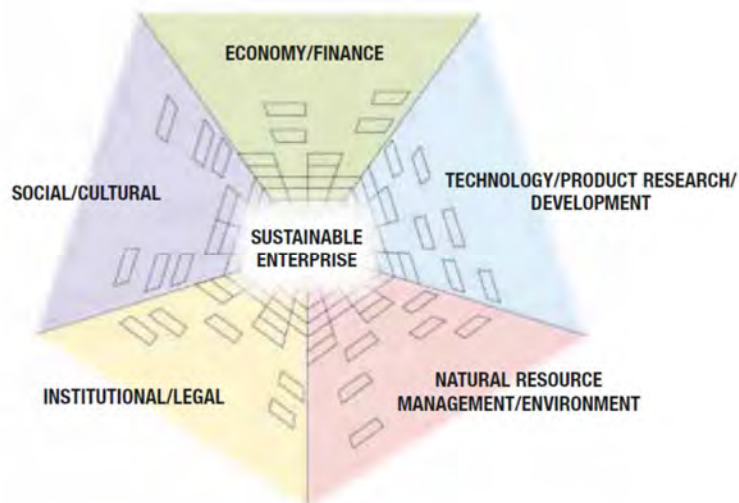 ECONOMY/FINANCE
SOCIAL/CULTURAL
TECHNOLOGY/PRODUCT RESEARCH/
DEVELOPMENT
SUSTAINABLE
ENTERPRISE
INSTITUTIONAL/LEGAL
NATURAL RESOURCE
MANAGEMENT/ENVIRONMENT